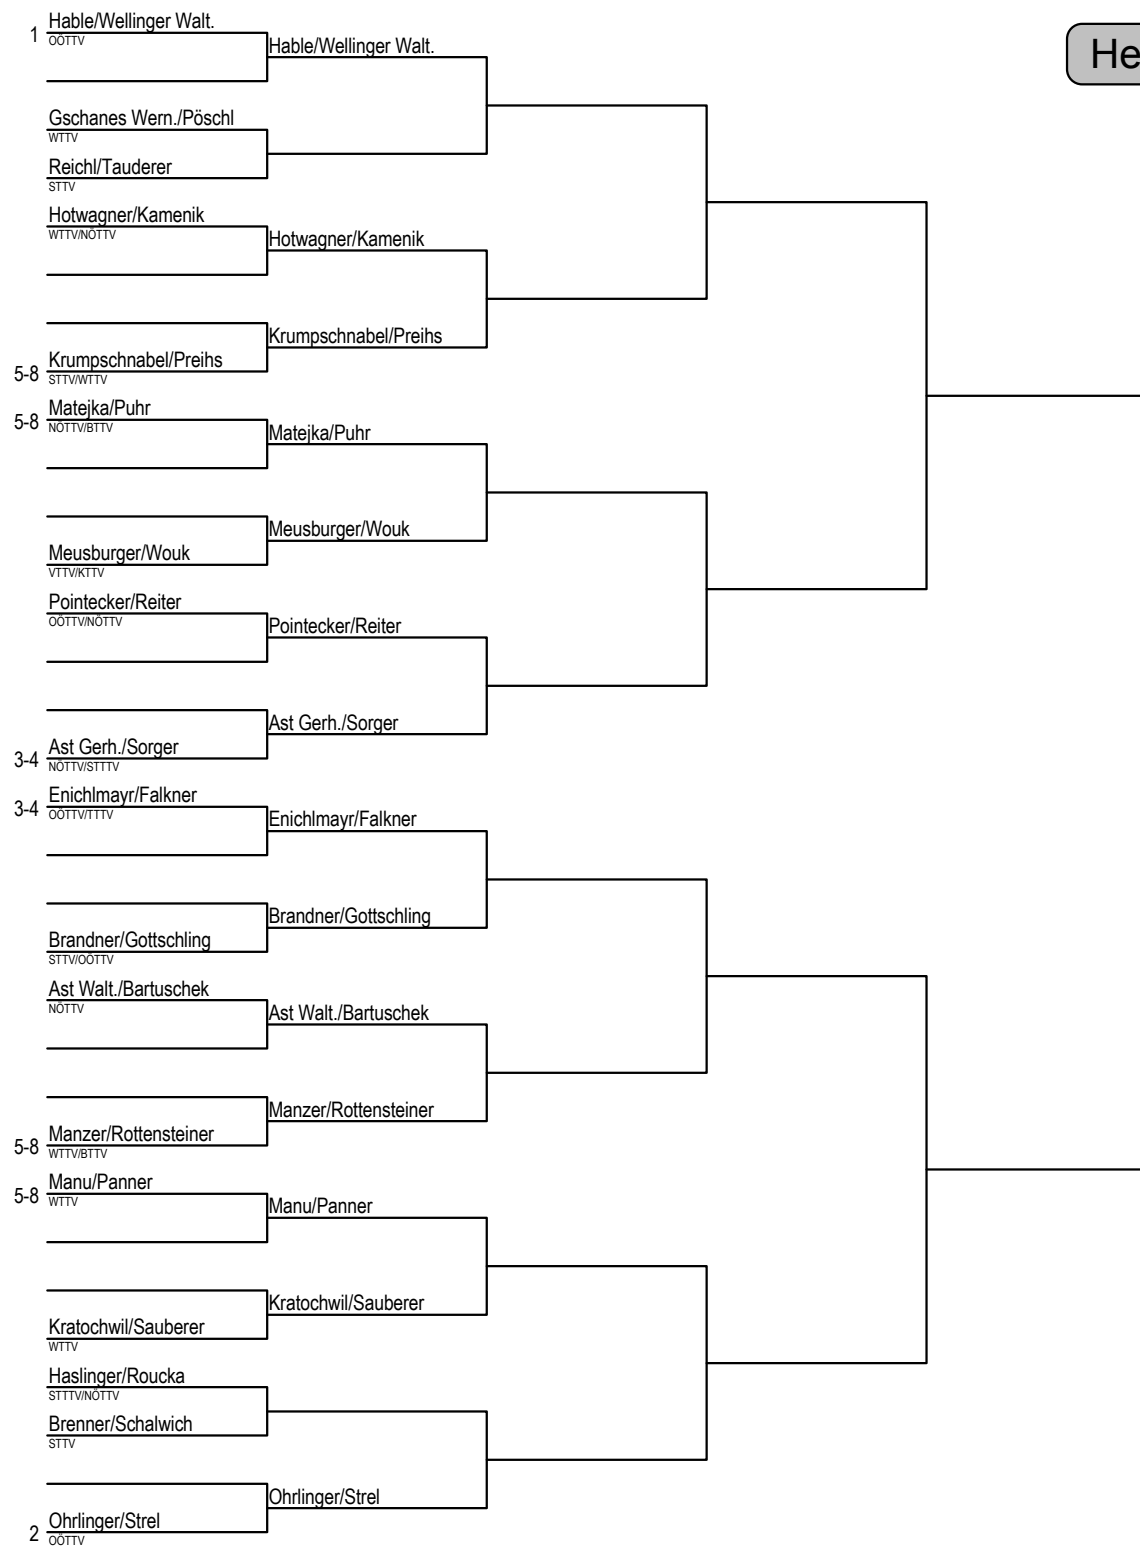 Hable/Wellinger Walt.
1
OÖTTV
Hable/Wellinger Walt.
He
Gschanes Wern./Pöschl
WTTV
Reichl/Tauderer
STTV
Hotwagner/Kamenik
WTTV/NÖTTV
Hotwagner/Kamenik
Krumpschnabel/Preihs
Krumpschnabel/Preihs
5-8
STTV/WTTV
Matejka/Puhr
5-8
NÖTTV/BTTV
Matejka/Puhr
Meusburger/Wouk
Meusburger/Wouk
VTTV/KTTV
Pointecker/Reiter
OÖTTV/NÖTTV
Pointecker/Reiter
Ast Gerh./Sorger
Ast Gerh./Sorger
3-4
NÖTTV/STTTV
Enichlmayr/Falkner
3-4
OÖTTV/TTTV
Enichlmayr/Falkner
Brandner/Gottschling
Brandner/Gottschling
STTV/OÖTTV
Ast Walt./Bartuschek
NÖTTV
Ast Walt./Bartuschek
Manzer/Rottensteiner
Manzer/Rottensteiner
5-8
WTTV/BTTV
Manu/Panner
5-8
WTTV
Manu/Panner
Kratochwil/Sauberer
Kratochwil/Sauberer
WTTV
Haslinger/Roucka
STTTV/NÖTTV
Brenner/Schalwich
STTV
Ohrlinger/Strel
Ohrlinger/Strel
2
OÖTTV